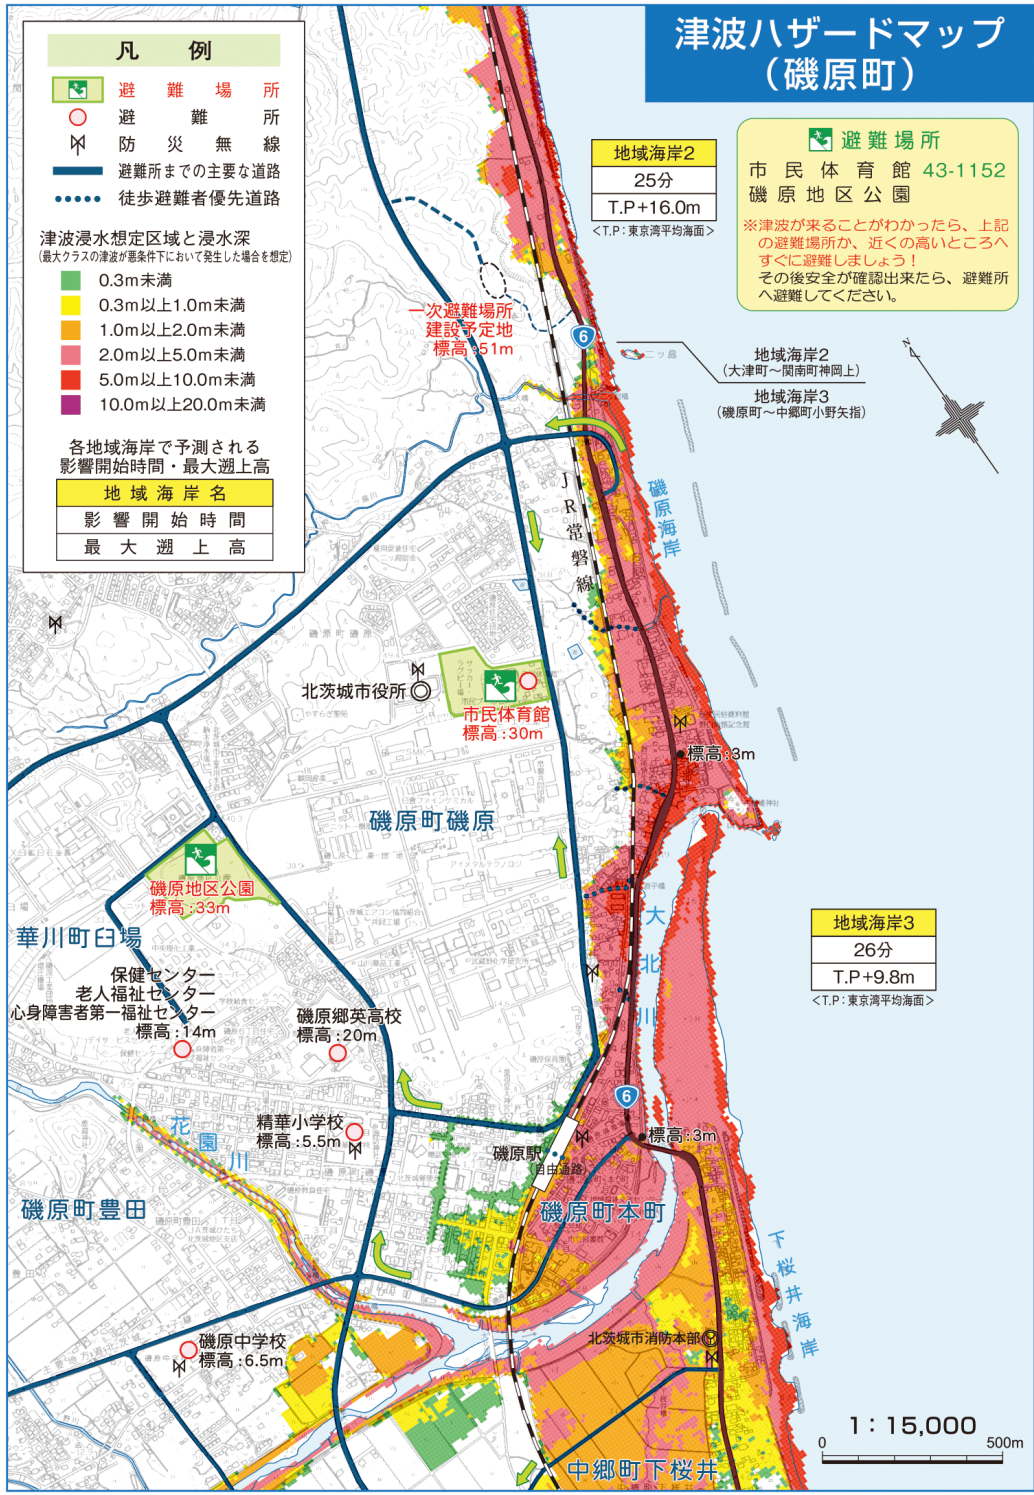 津波ハザードマップ
（磯原町）
凡例
避難場所
避難所
防災無線
避難所までの主要な道路
徒歩避難者優先道路
津波浸水想定区域と浸水深
(最大クラスの津波が悪条件下において発生した場合を想定)
0.3m未満
0.3m以上1.0m未満
1.0m以上2.0m未満
2.0m以上5.0m未満
5.0m以上10.0m未満
10.0m以上20.0m未満
各地域海岸で予測される
影響開始時間・最大遡上高
地域海岸名
影響開始時間
最大遡上高
地域海岸2
25分
T.P+16.0m
<T.P：東京湾平均海面>
避難場所
市民体育館 43-1152
磯原地区公園
※津波が来ることがわかったら、上記
の避難場所か、近くの高いところへ
すぐに避難しましょう！
その後安全が確認出来たら、避難所
へ避難してください。
一次避難場所
建設予定地
標高：51m
6
二ッ島
地域海岸2
（大津町～関南町神岡上）
地域海岸3
（磯原町～中郷町小野矢指）
N
JR常磐線
磯原海岸
磯原町磯原
北茨城市役所
市民体育館
標高：30m
標高：3m
磯原町磯原
磯原地区公園
標高：33m
華川町臼場
大北川
地域海岸3
26分
T.P+9.8m
<T.P：東京湾平均海面>
保健センター
老人福祉センター
心身障害者第一福祉センター
標高：14m
磯原郷英高校
標高：20m
6
精華小学校
標高：5.5m
花園川
磯原駅
（自由通路）
標高：3m
磯原町豊田
磯原町本町
下桜井海岸
磯原中学校
標高：6.5m
北茨城市消防本部
中郷町下桜井
1：15,000
0 500m